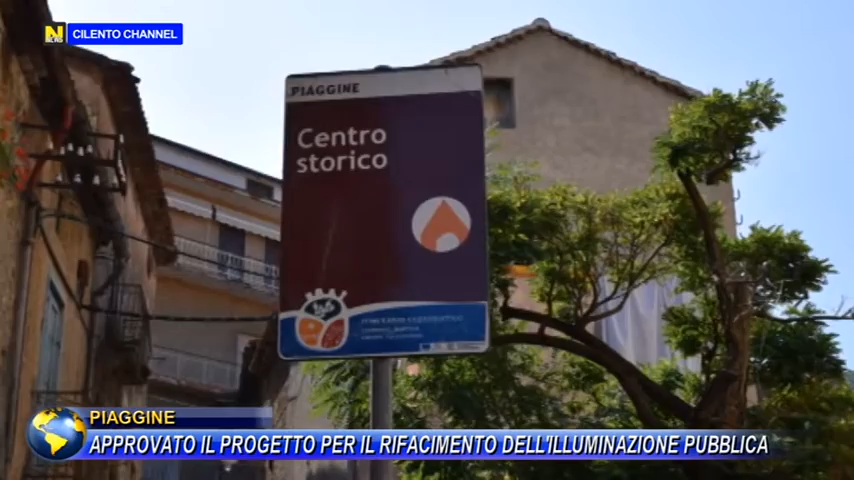 CILENTO CHANNEL
PIAGGINE
Centro
storico
PIAGGINE
APPROVATO IL PROGETTO PER IL RIFACIMENTO DELL'ILLUMINAZIONE PUBBLICA